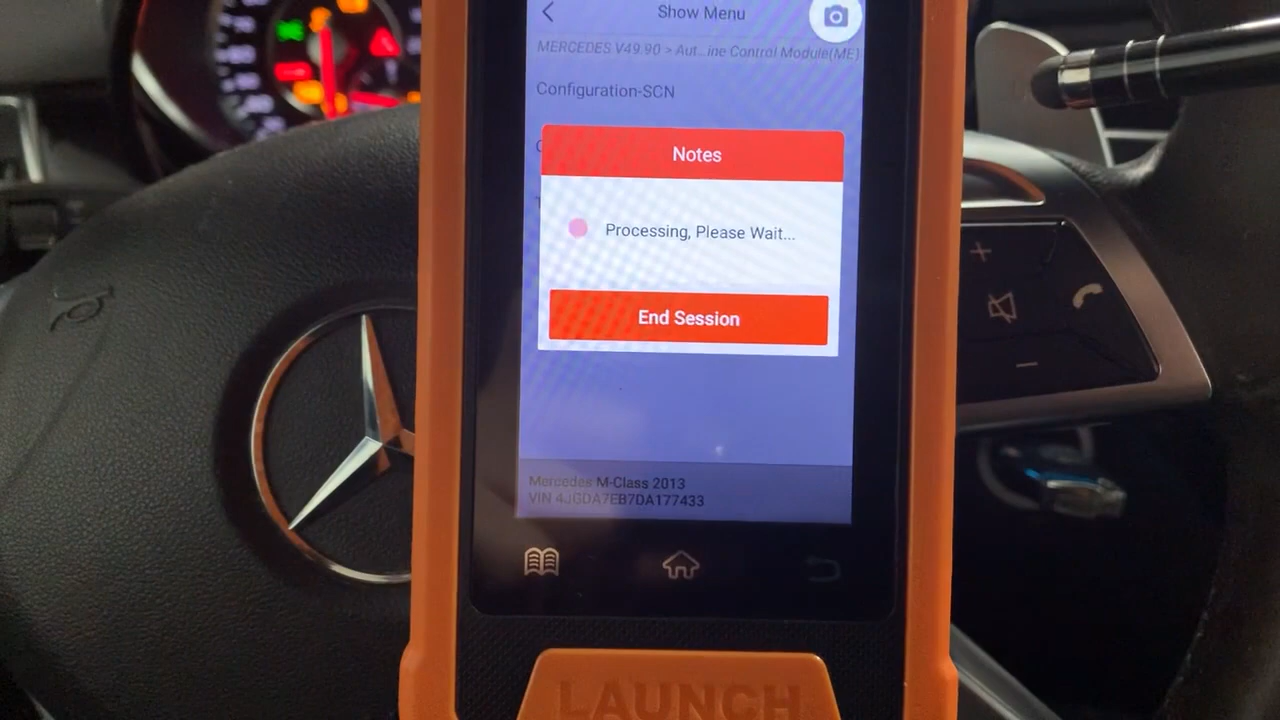 Show Menu
MERCEDES V49.90 > Aut...ine Control Module(ME)
Configuration-SCN
Notes
Processing, Please Wait...
End Session
Mercedes M-Class 2013
VIN 4JGDA7EB7DA177433
LAUNCH